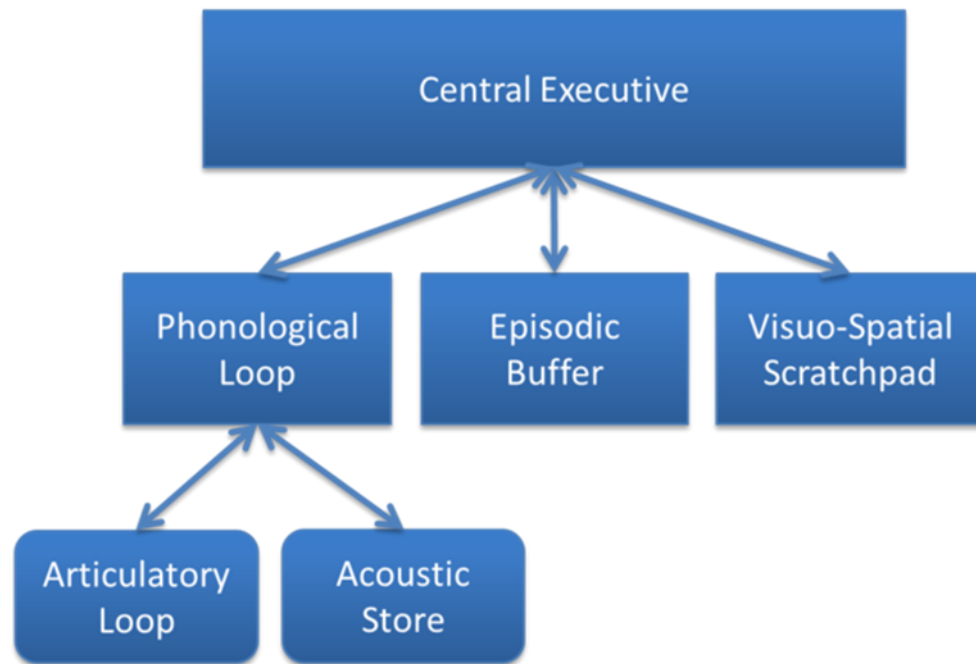 Central Executive
Phonological
Loop
Episodic
Buffer
Visuo-Spatial
Scratchpad
Articulatory
Loop
Acoustic
Store